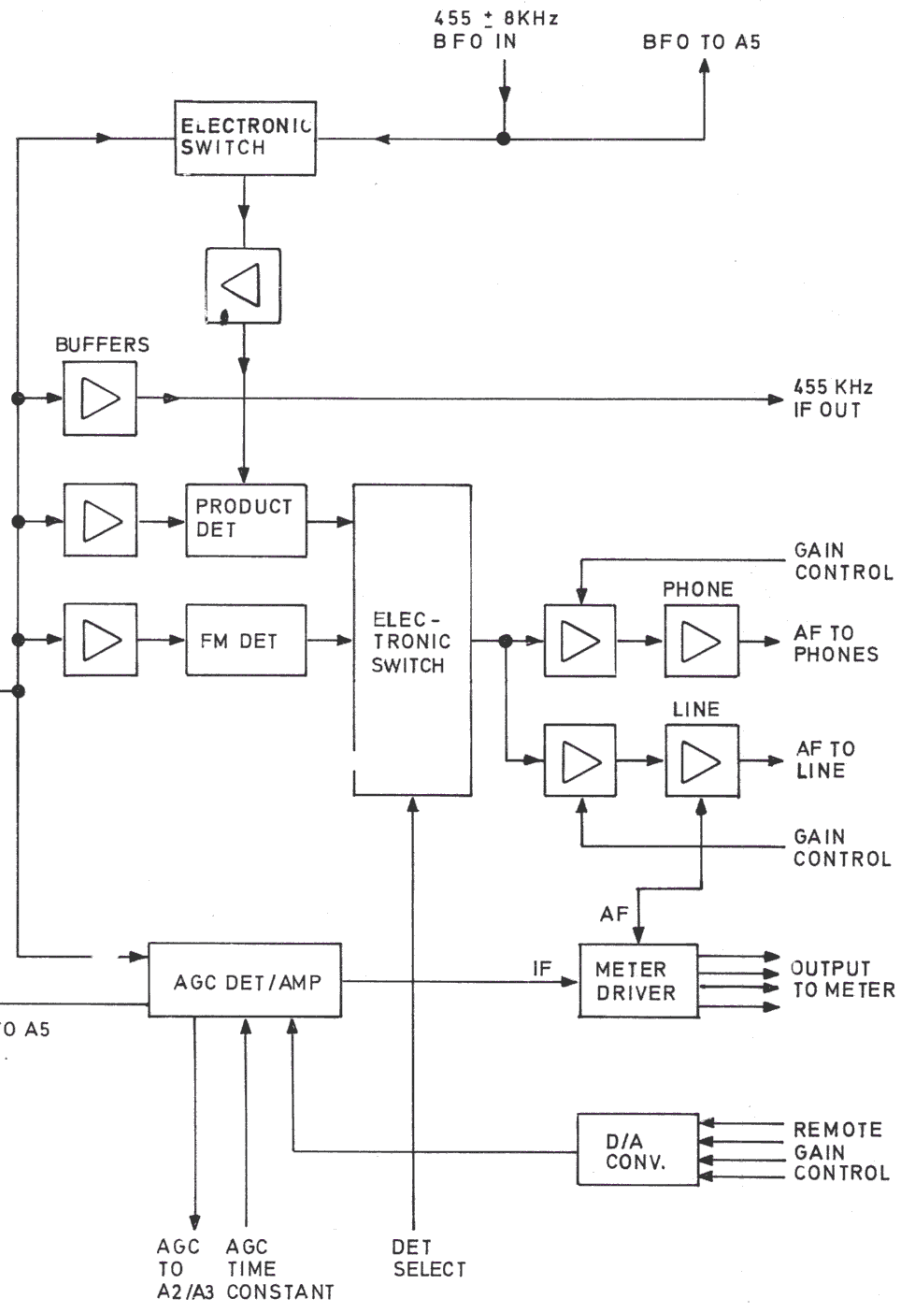 455 ± 8KHz
BFO IN
BFO TO A5
ELECTRONIC
SWITCH
BUFFERS
455 KHz
IF OUT
PRODUCT
DET
GAIN
CONTROL
PHONE
ELEC-
TRONIC
SWITCH
FM DET
AF TO
PHONES
LINE
AF TO
LINE
GAIN
CONTROL
AF
AGC DET/AMP
IF
METER
DRIVER
OUTPUT
TO METER
TO A5
D/A
CONV.
REMOTE
GAIN
CONTROL
AGC
TO
A2/A3
AGC
TIME
CONSTANT
DET
SELECT